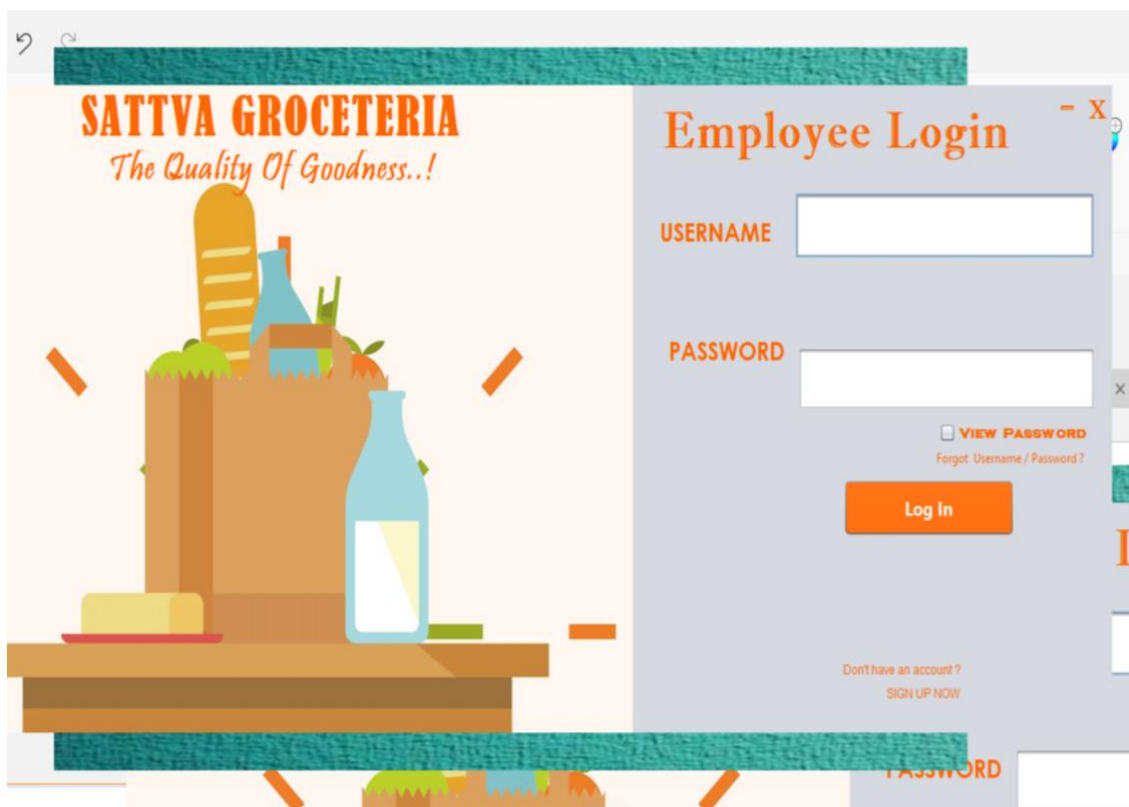 SATTVA GROCETERIA
The Quality Of Goodness..!
Employee Login
- X
USERNAME
PASSWORD
VIEW PASSWORD
Forgot Username / Password ?
Log In
Don't have an account ?
SIGN UP NOW
PASSWORD